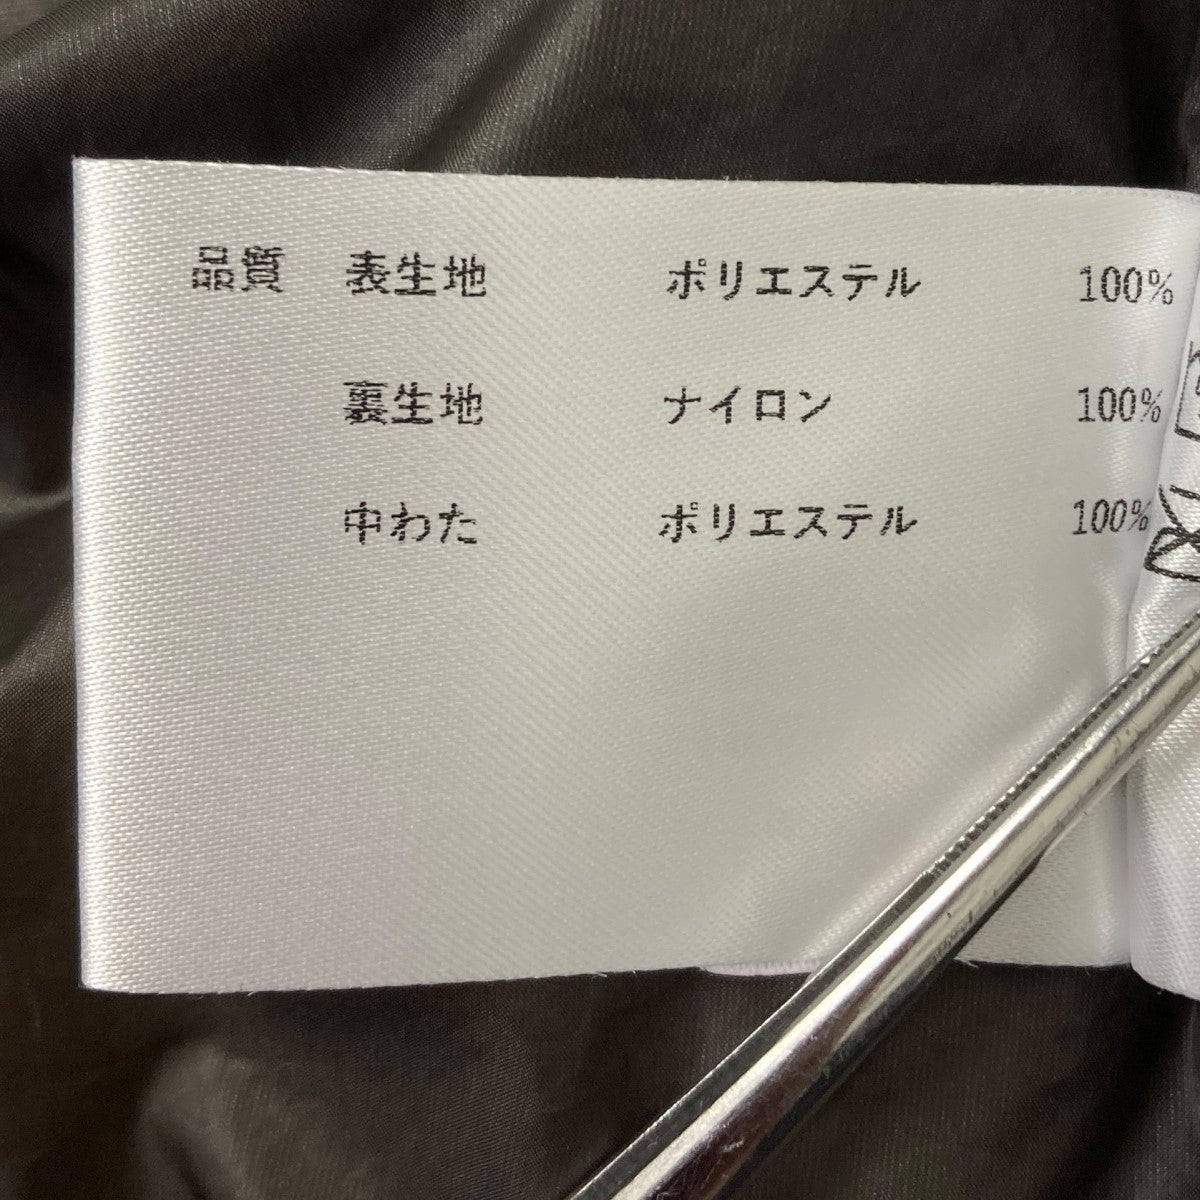 品質 表生地 ポリエステル 100%
裏生地 ナイロン 100%
中わた ポリエステル 100%